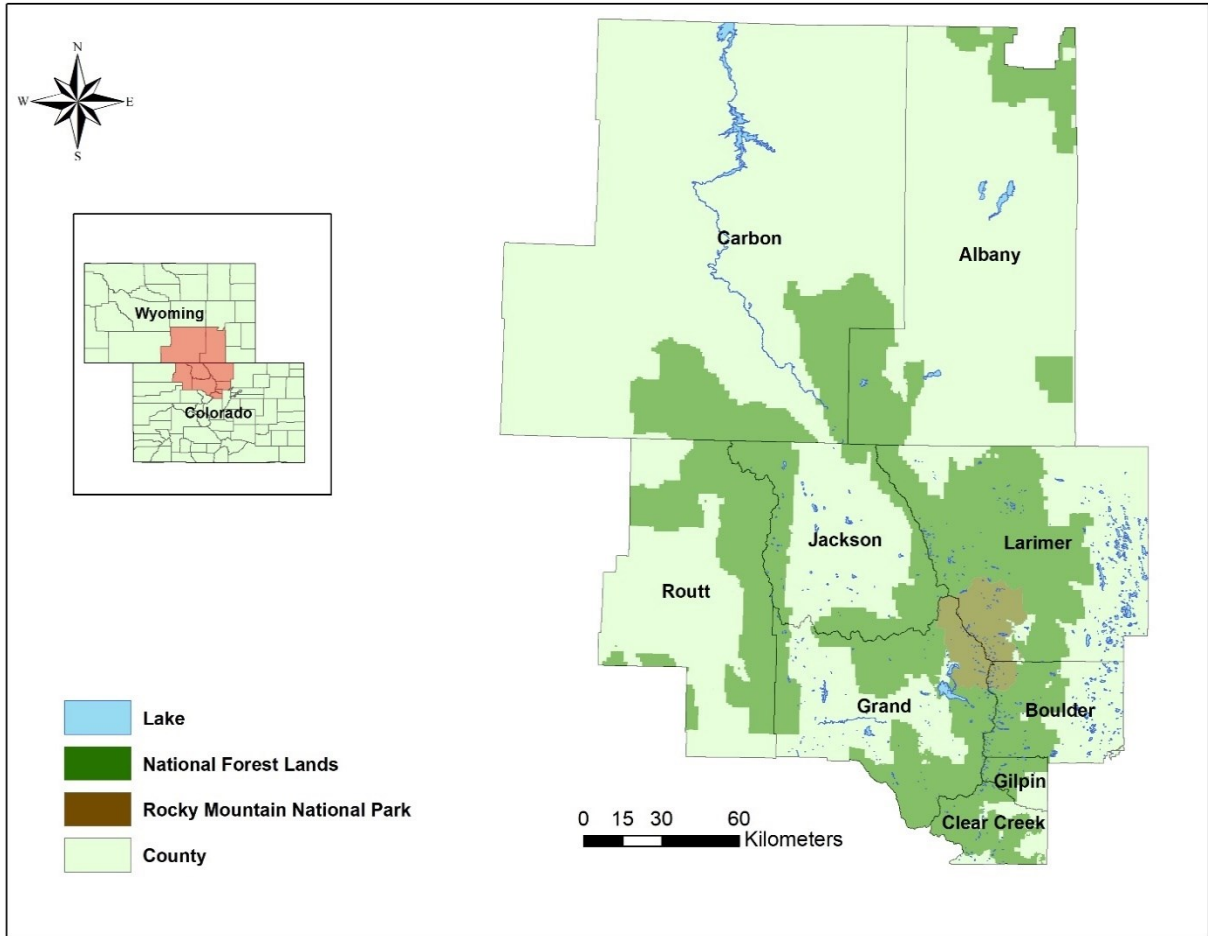 N
W E
S
Wyoming
Colorado
Carbon
Albany
Jackson
Larimer
Routt
Grand
Boulder
Gilpin
Clear Creek
Lake
National Forest Lands
Rocky Mountain National Park
County
0 15 30 60
Kilometers